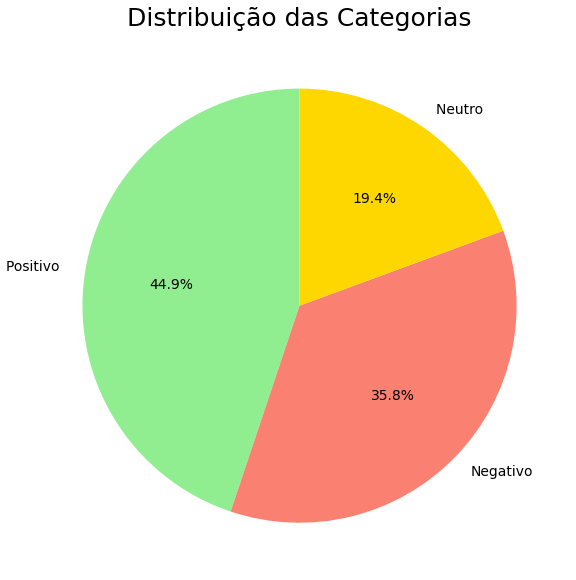 Distribuição das Categorias
Neutro
19.4%
Positivo
44.9%
35.8%
Negativo